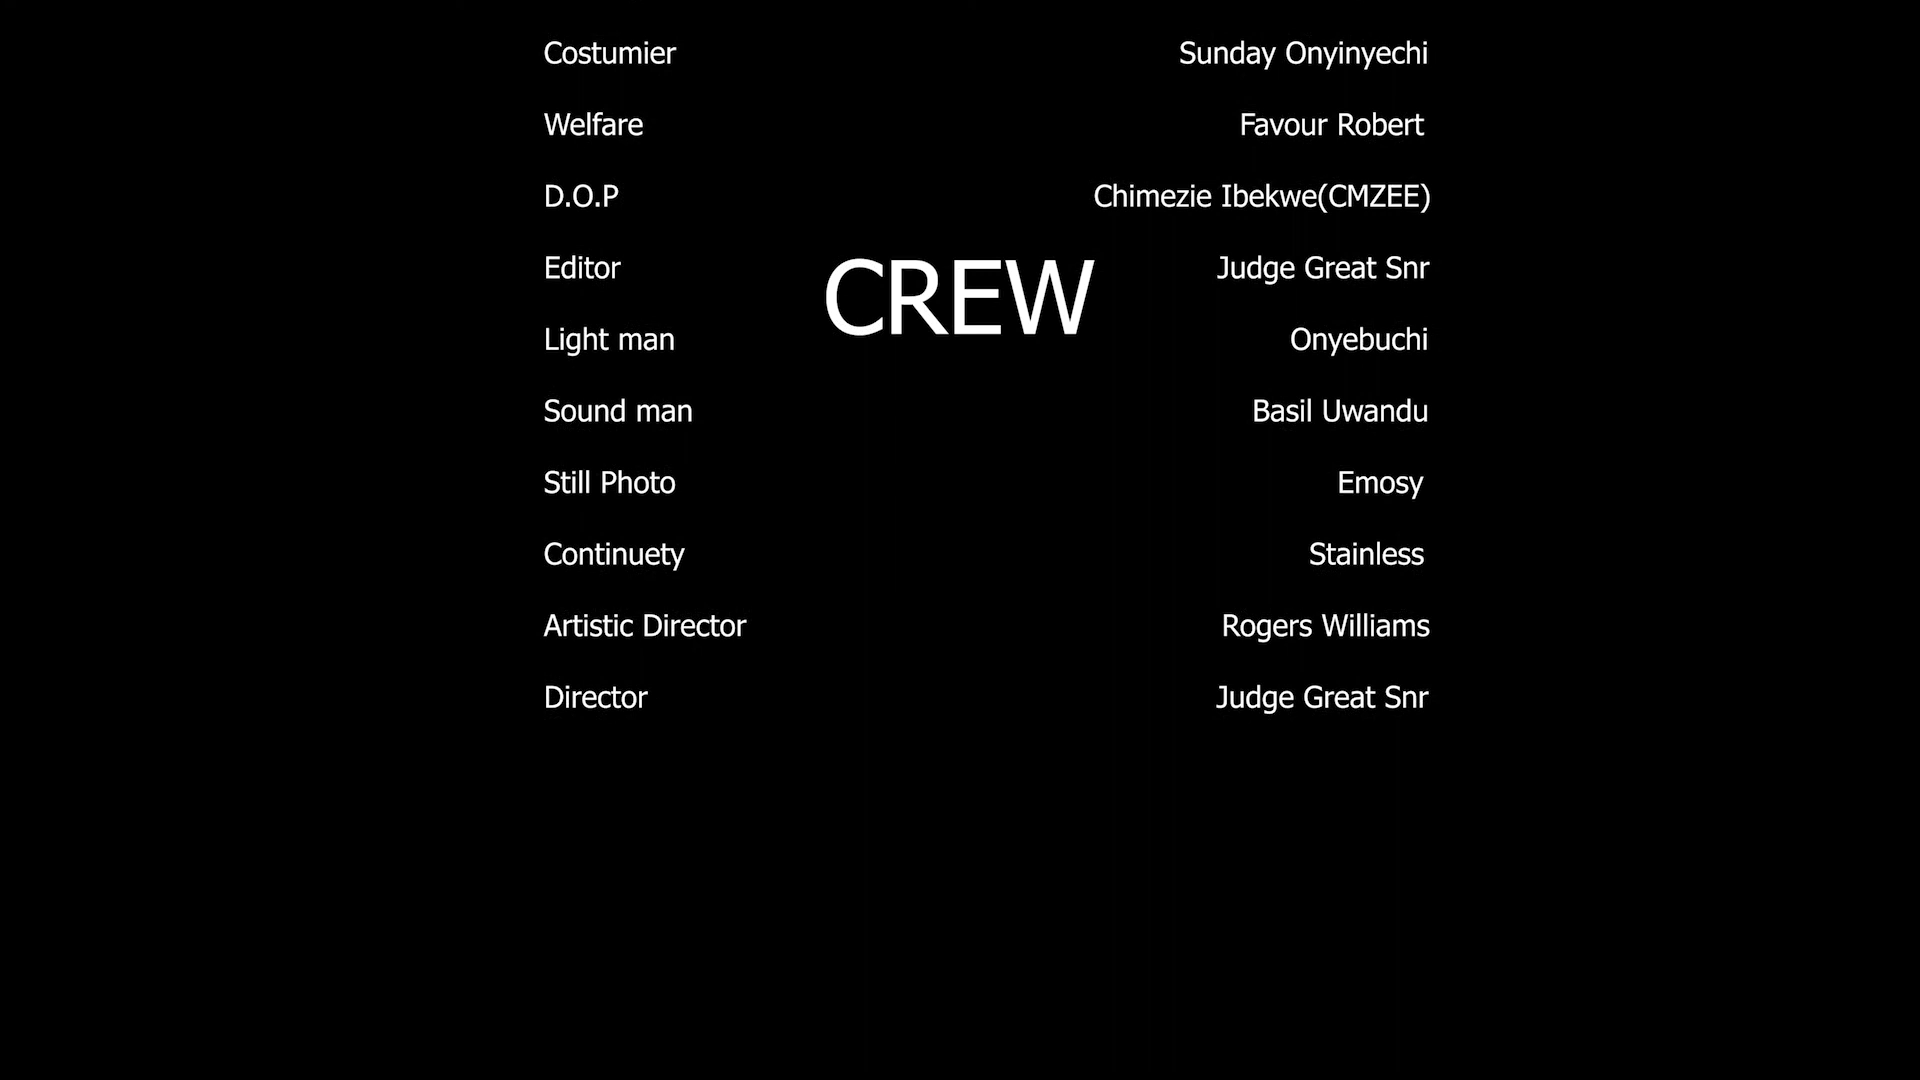 Costumier Sunday Onyinyechi
Welfare Favour Robert
D.O.P Chimezie Ibekwe(CMZEE)
Editor Judge Great Snr
CREW
Light man Onyebuchi
Sound man Basil Uwandu
Still Photo Emosy
Continuety Stainless
Artistic Director Rogers Williams
Director Judge Great Snr